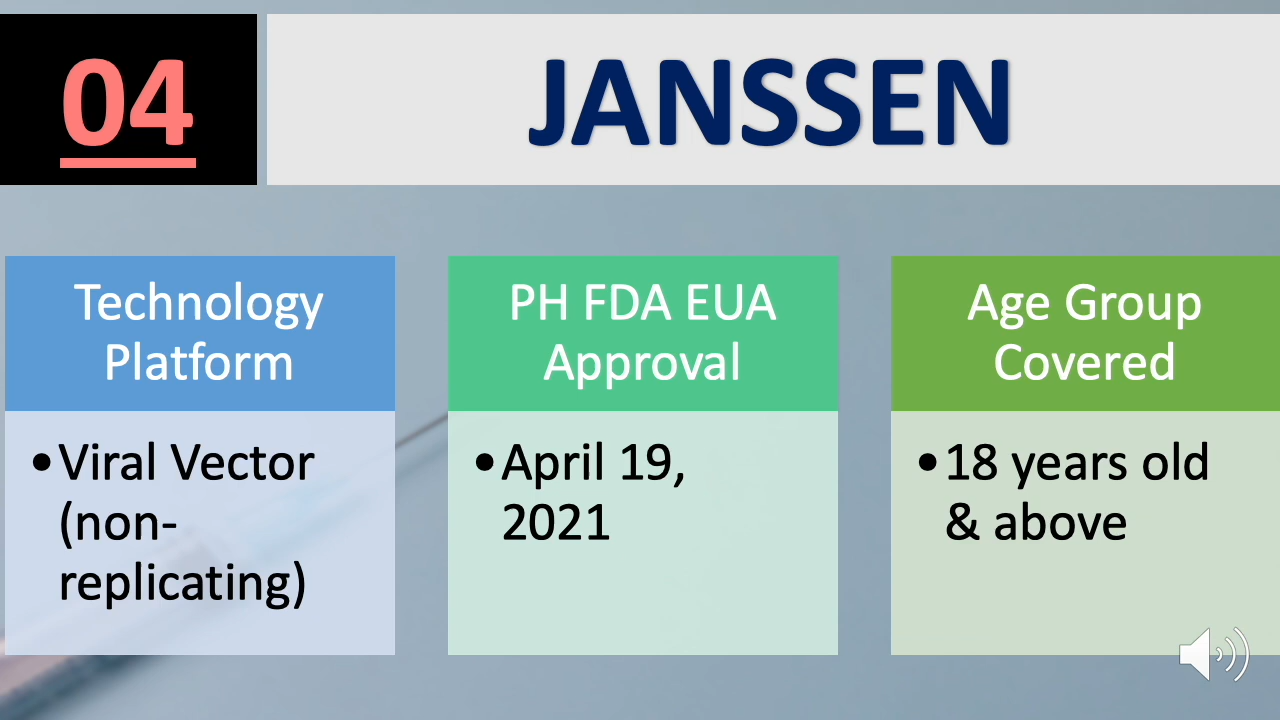 04
JANSSEN
Technology
Platform
•Viral Vector
(non-
replicating)
PH FDA EUA
Approval
•April 19,
2021
Age Group
Covered
•18 years old
& above